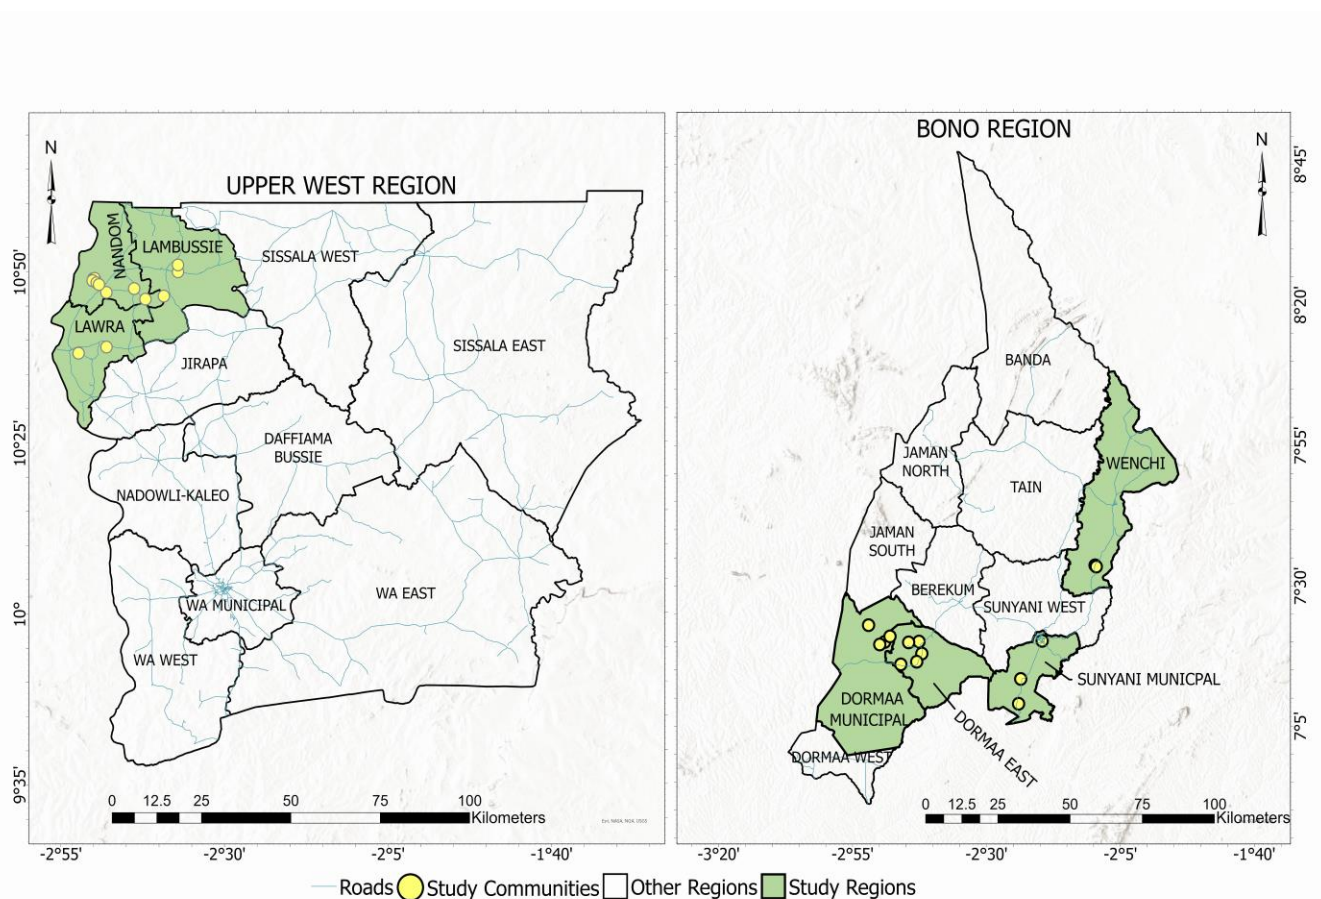 UPPER WEST REGION
N
NANDOM
LAMBUSSIE
SISSALA WEST
LAWRA
JIRAPA
SISSALA EAST
DAFFIAMA
BUSSIE
NADOWLI-KALEO
WA EAST
WA MUNICIPAL
WA WEST
10°50'
10°25'
10°
9°35'
0 12.5 25 50 75 100
Kilometers
Esri, NASA, NGA, USGS
-2°55' -2°30' -2°5' -1°40'
BONO REGION
N
BANDA
JAMAN
NORTH
WENCHI
TAIN
JAMAN
SOUTH
BEREKUM
SUNYANI WEST
SUNYANI MUNICPAL
DORMAA
MUNICIPAL
DORMAA EAST
DORMAA WEST
8°45'
8°20'
7°55'
7°30'
7°5'
0 12.5 25 50 75 100
Kilometers
-3°20' -2°55' -2°30' -2°5' -1°40'
Roads Study Communities Other Regions Study Regions